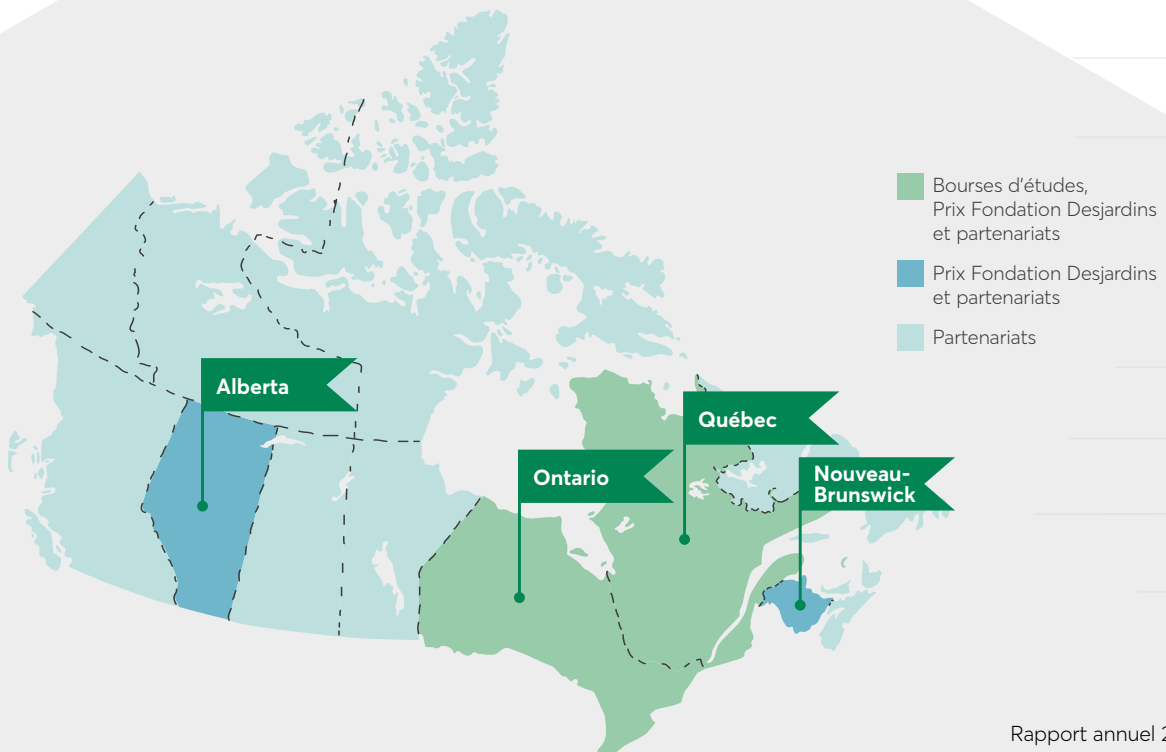 Bourses d'études,
Prix Fondation Desjardins
et partenariats
Prix Fondation Desjardins
et partenariats
Partenariats
Alberta
Québec
Ontario
Nouveau-
Brunswick
Rapport annuel 2